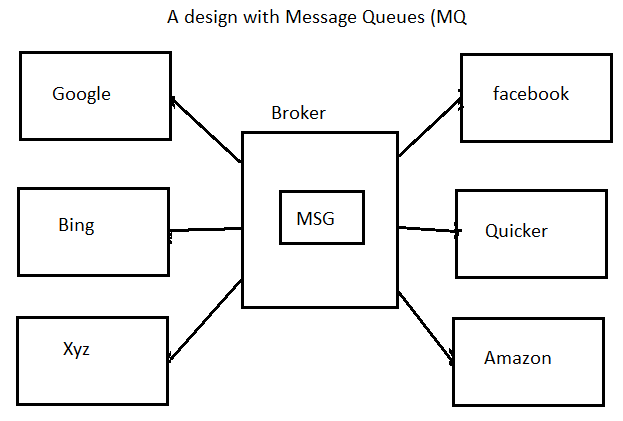 A design with Message Queues (MQ
Google
facebook
Broker
MSG
Bing
Quicker
Xyz
Amazon